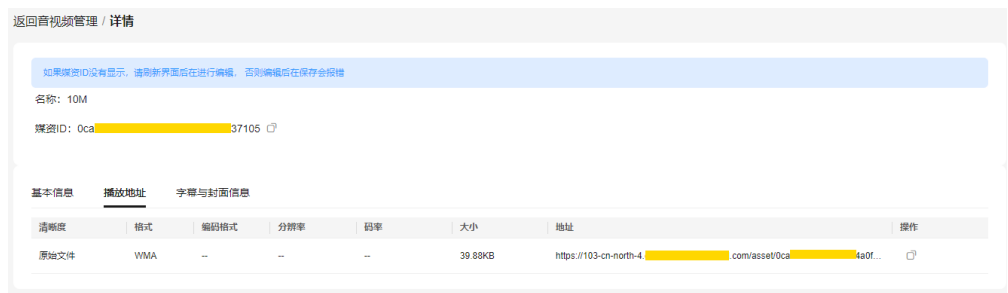 返回音视频管理 / 详情
如果媒资ID没有显示，请刷新界面后在进行编辑， 否则编辑后在保存会报错
名称：10M
媒资ID：0ca 37105
基本信息 播放地址 字幕与封面信息
清晰度 格式 编码格式 分辨率 码率 大小 地址 操作
原始文件 WMA -- -- -- 39.88KB https://103-cn-north-4. .com/asset/0ca 4a0f...